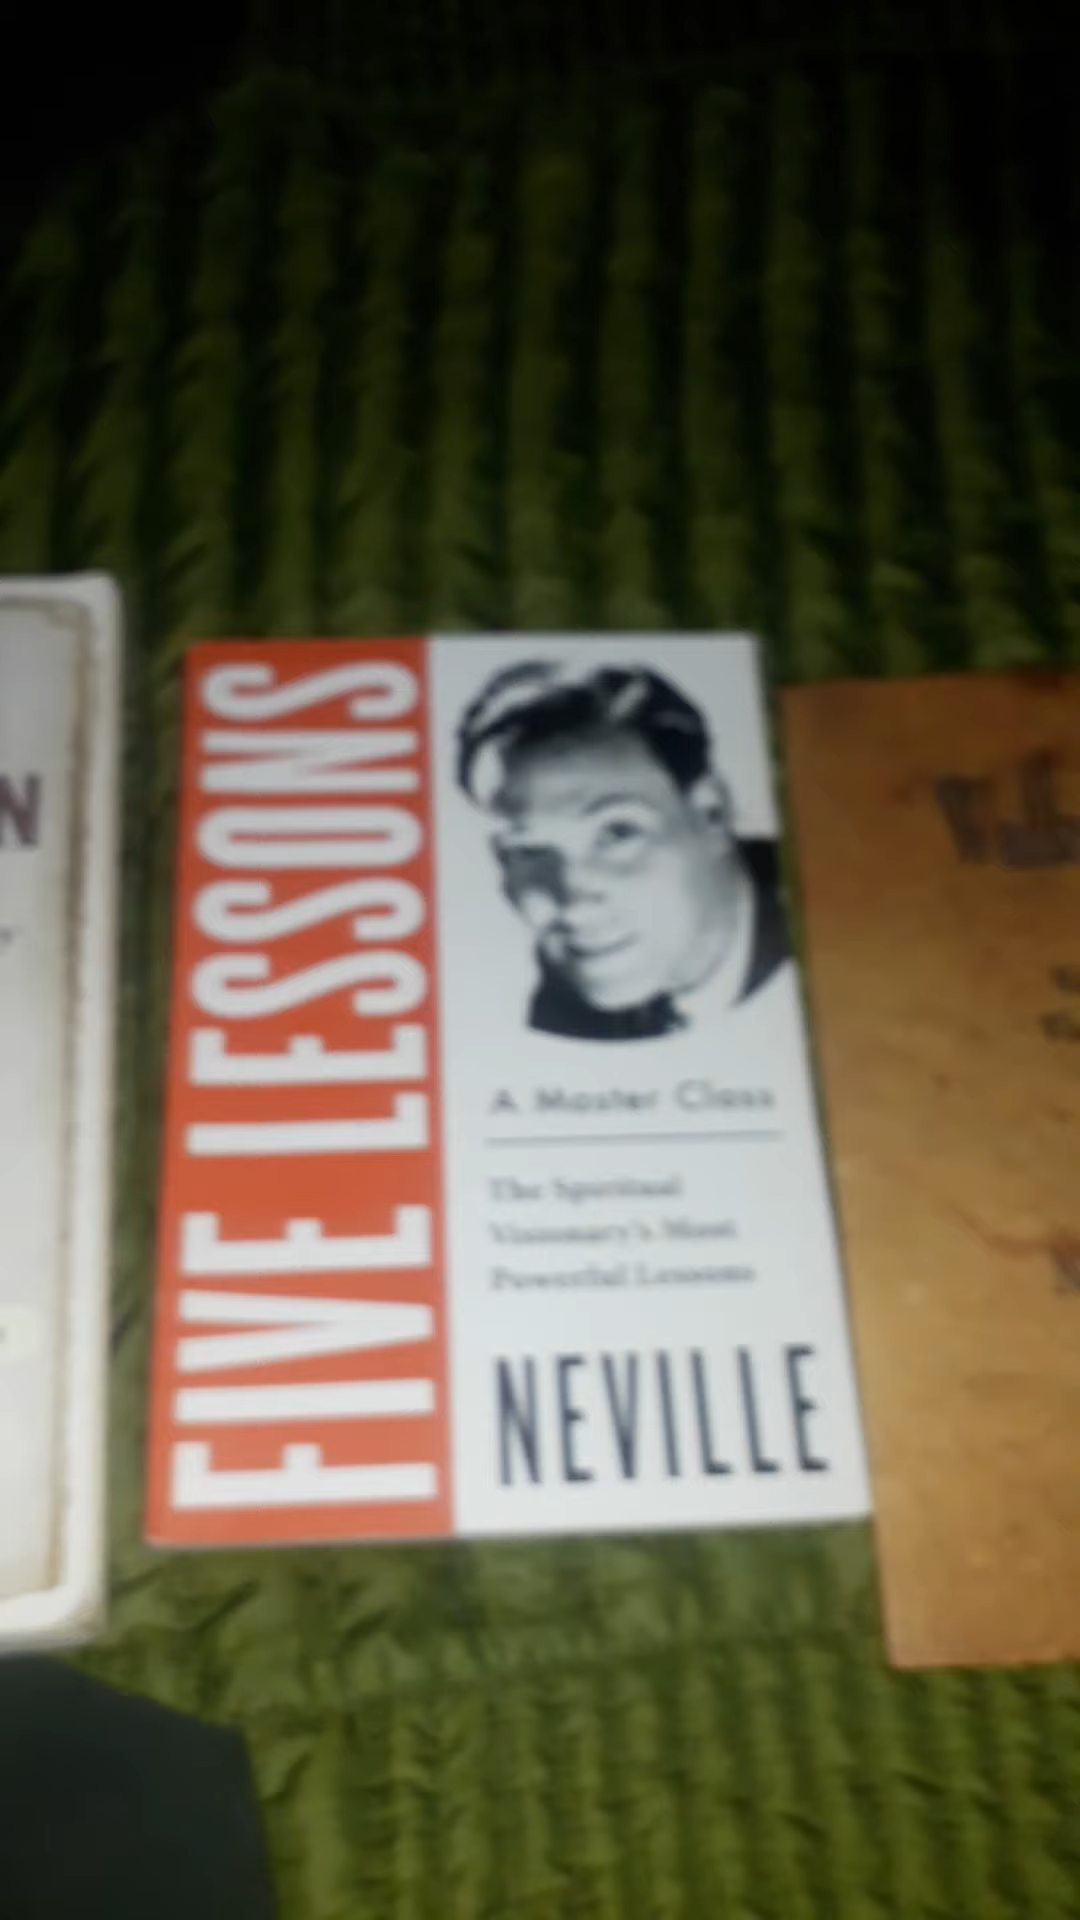 N
y
FIVE LESSONS
A Master Class
The Spiritual
Visionary's Most
Powerful Lessons
NEVILLE